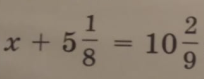 x + 5 1/8 = 10 2/9